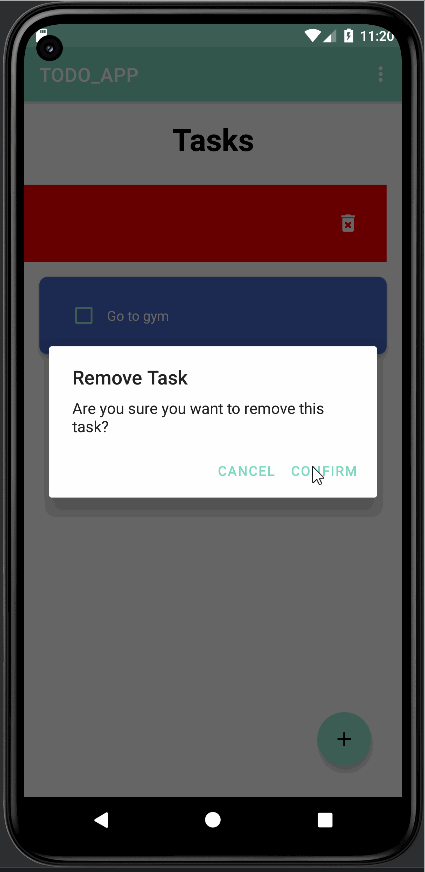 11:20
TODO_APP
Tasks
Go to gym
Remove Task
Are you sure you want to remove this
task?
CANCEL CONFIRM